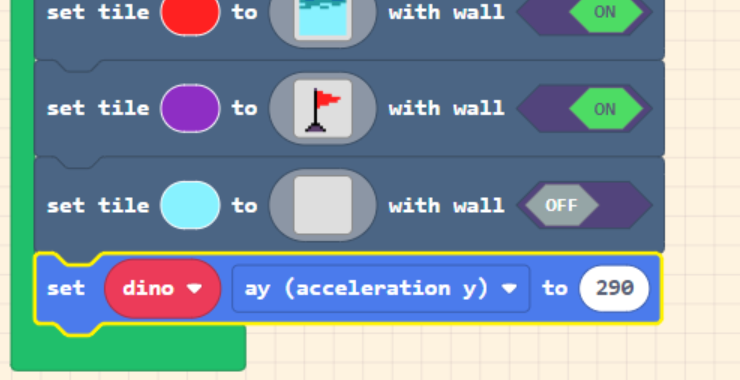 set tile to with wall ON
set tile to with wall ON
set tile to with wall OFF
set dino ay (acceleration y) to 290